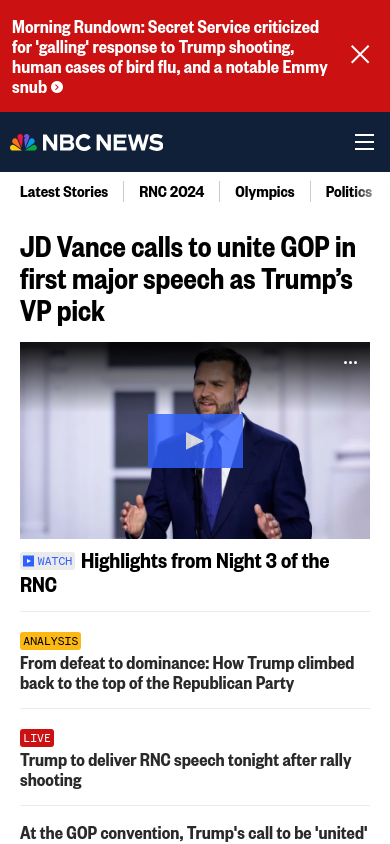 Morning Rundown: Secret Service criticized
for 'galling' response to Trump shooting,
human cases of bird flu, and a notable Emmy
snub
NBC NEWS
Latest Stories
RNC 2024
Olympics
Politics
JD Vance calls to unite GOP in
first major speech as Trump’s
VP pick
WATCH Highlights from Night 3 of the
RNC
ANALYSIS
From defeat to dominance: How Trump climbed
back to the top of the Republican Party
LIVE
Trump to deliver RNC speech tonight after rally
shooting
At the GOP convention, Trump's call to be 'united'